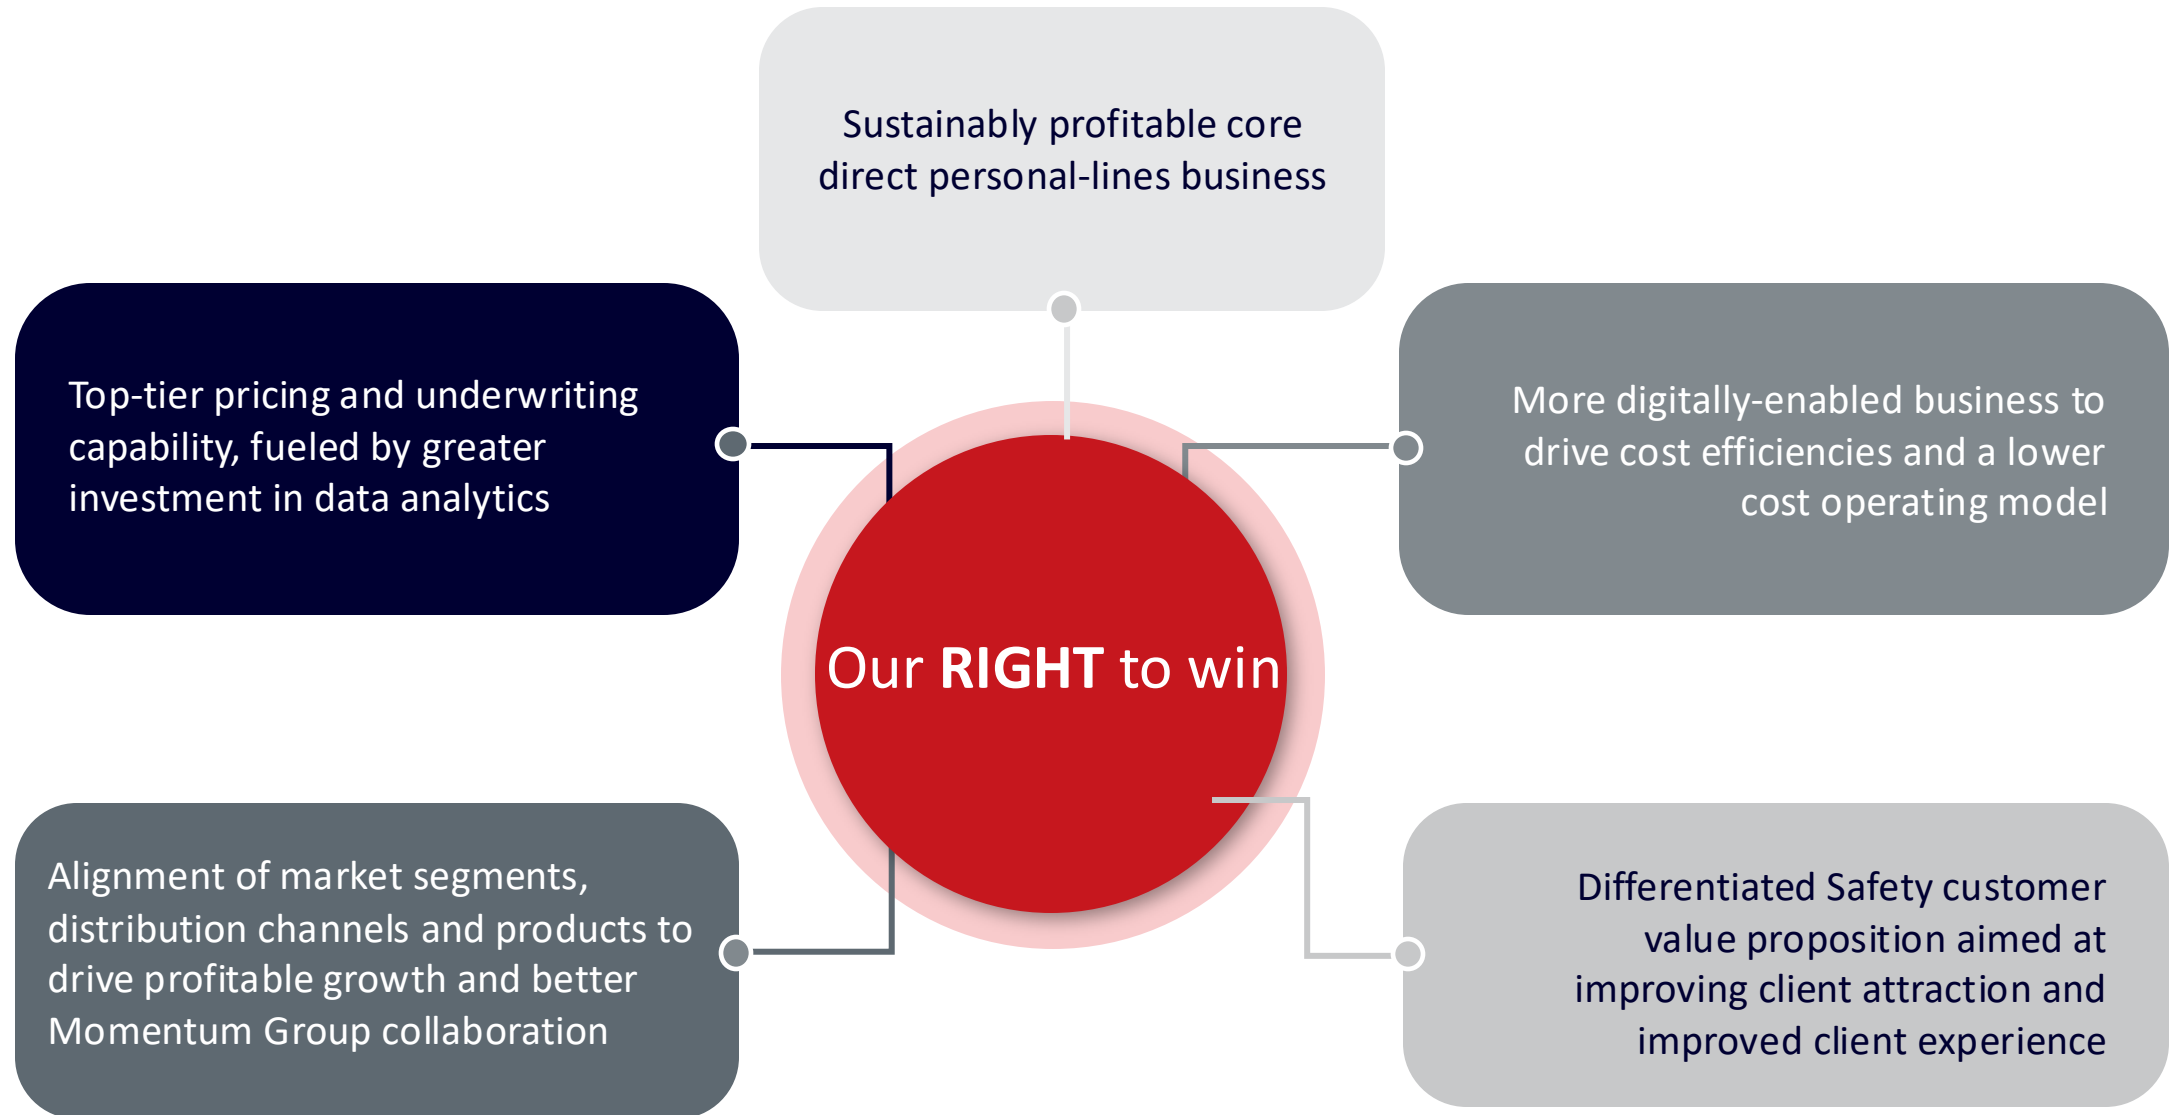 Sustainably profitable core
direct personal-lines business
Top-tier pricing and underwriting
capability, fueled by greater
investment in data analytics
More digitally-enabled business to
drive cost efficiencies and a lower
cost operating model
Our RIGHT to win
Alignment of market segments,
distribution channels and products to
drive profitable growth and better
Momentum Group collaboration
Differentiated Safety customer
value proposition aimed at
improving client attraction and
improved client experience